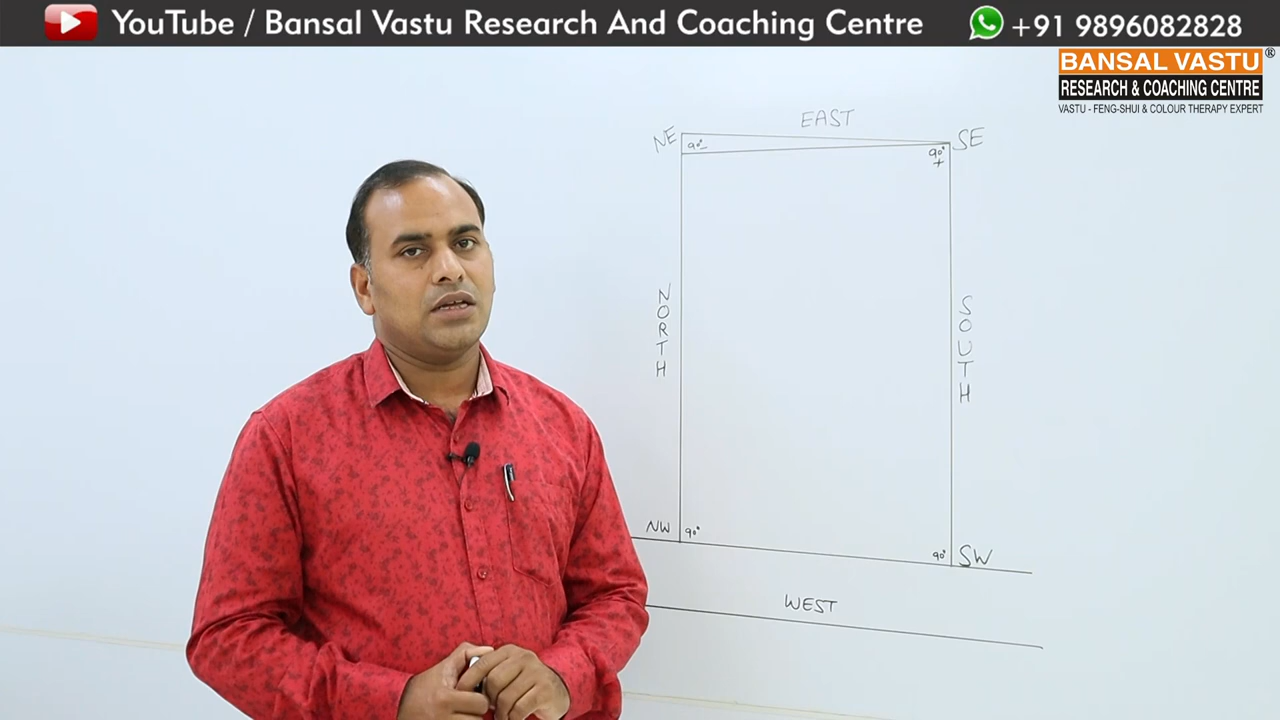 YouTube / Bansal Vastu Research And Coaching Centre
+91 9896082828
BANSAL VASTU®
RESEARCH & COACHING CENTRE
VASTU - FENG-SHUI & COLOUR THERAPY EXPERT
EAST
NE
SE
90°-
90°
+
NORTH
SOUTH
NW
90°
90°
SW
WEST